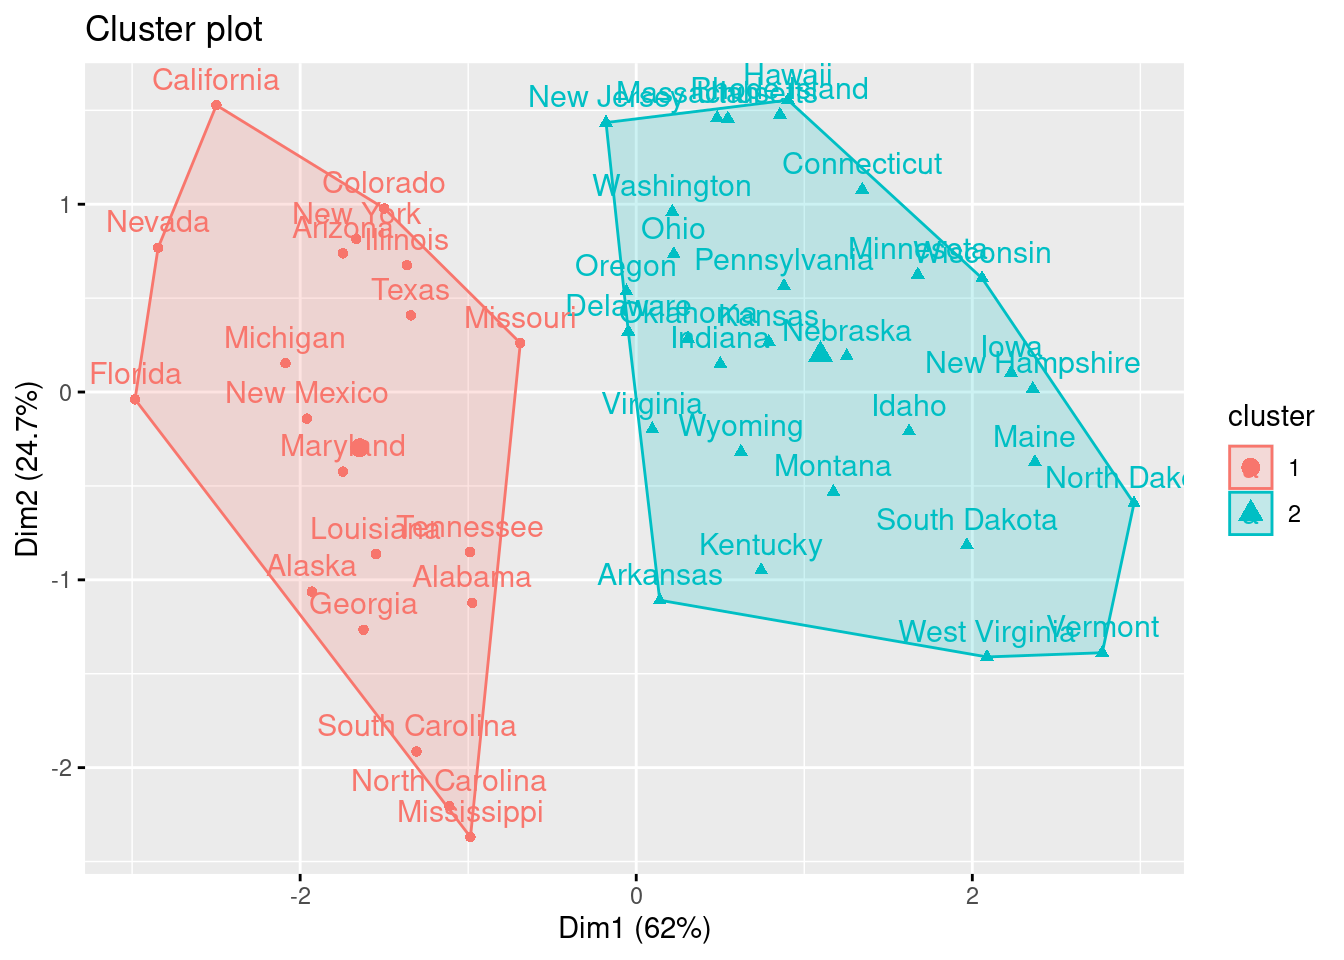 Cluster plot
California
Hawaii
Rhode Island
New Jersey
Massachusetts
Connecticut
Colorado
Washington
New York
Nevada
Arizona
Ohio
Illinois
Minnesota
Wisconsin
Pennsylvania
Oregon
Texas
Delaware
Oklahoma
Kansas
Missouri
Nebraska
Michigan
Indiana
Iowa
New Hampshire
Florida
New Mexico
Virginia
Idaho
Wyoming
Maine
Maryland
Montana
North Dako
South Dakota
Louisiana
Tennessee
Kentucky
Alaska
Alabama
Arkansas
Georgia
West Virginia
Vermont
South Carolina
North Carolina
Mississippi
1
0
-1
-2
Dim2 (24.7%)
-2
0
2
Dim1 (62%)
cluster
a 1
a 2